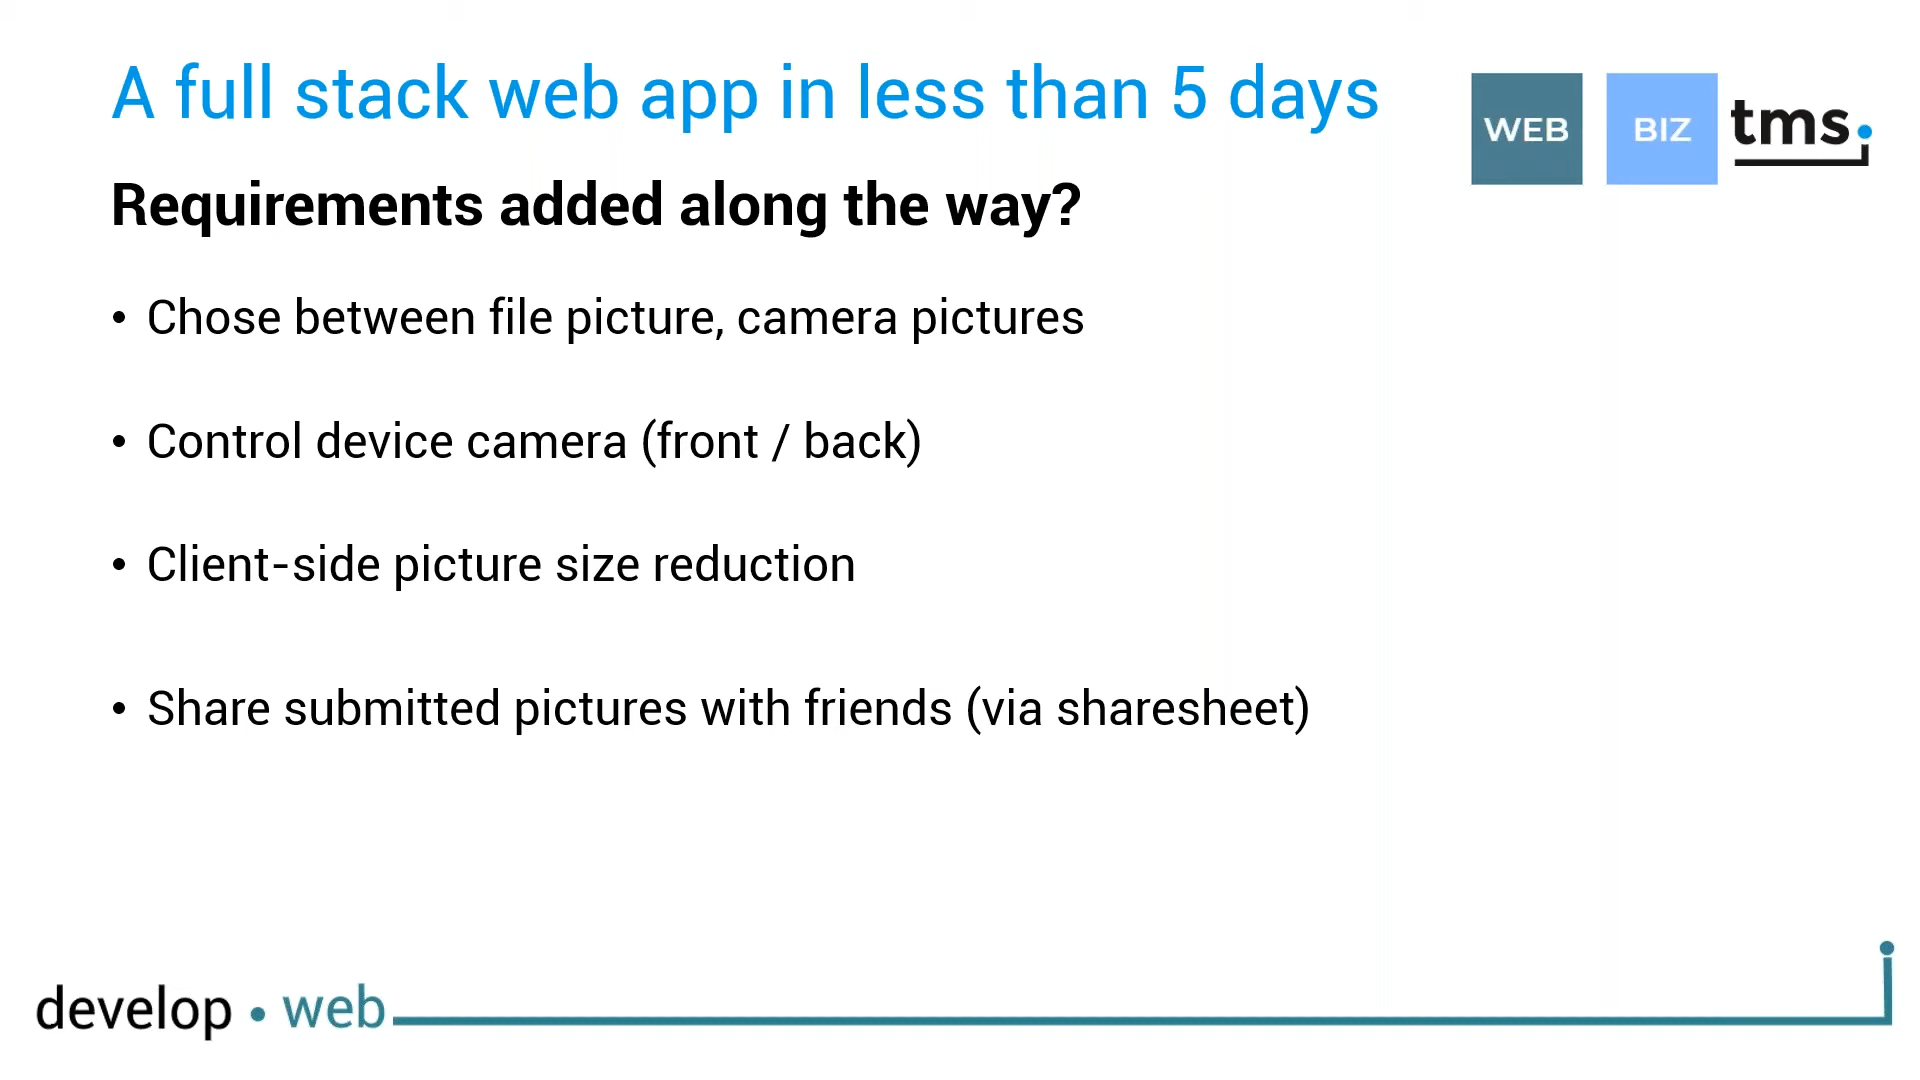 A full stack web app in less than 5 days
WEB
BIZ
tms.
Requirements added along the way?
• Chose between file picture, camera pictures
• Control device camera (front / back)
• Client-side picture size reduction
• Share submitted pictures with friends (via sharesheet)
develop • web